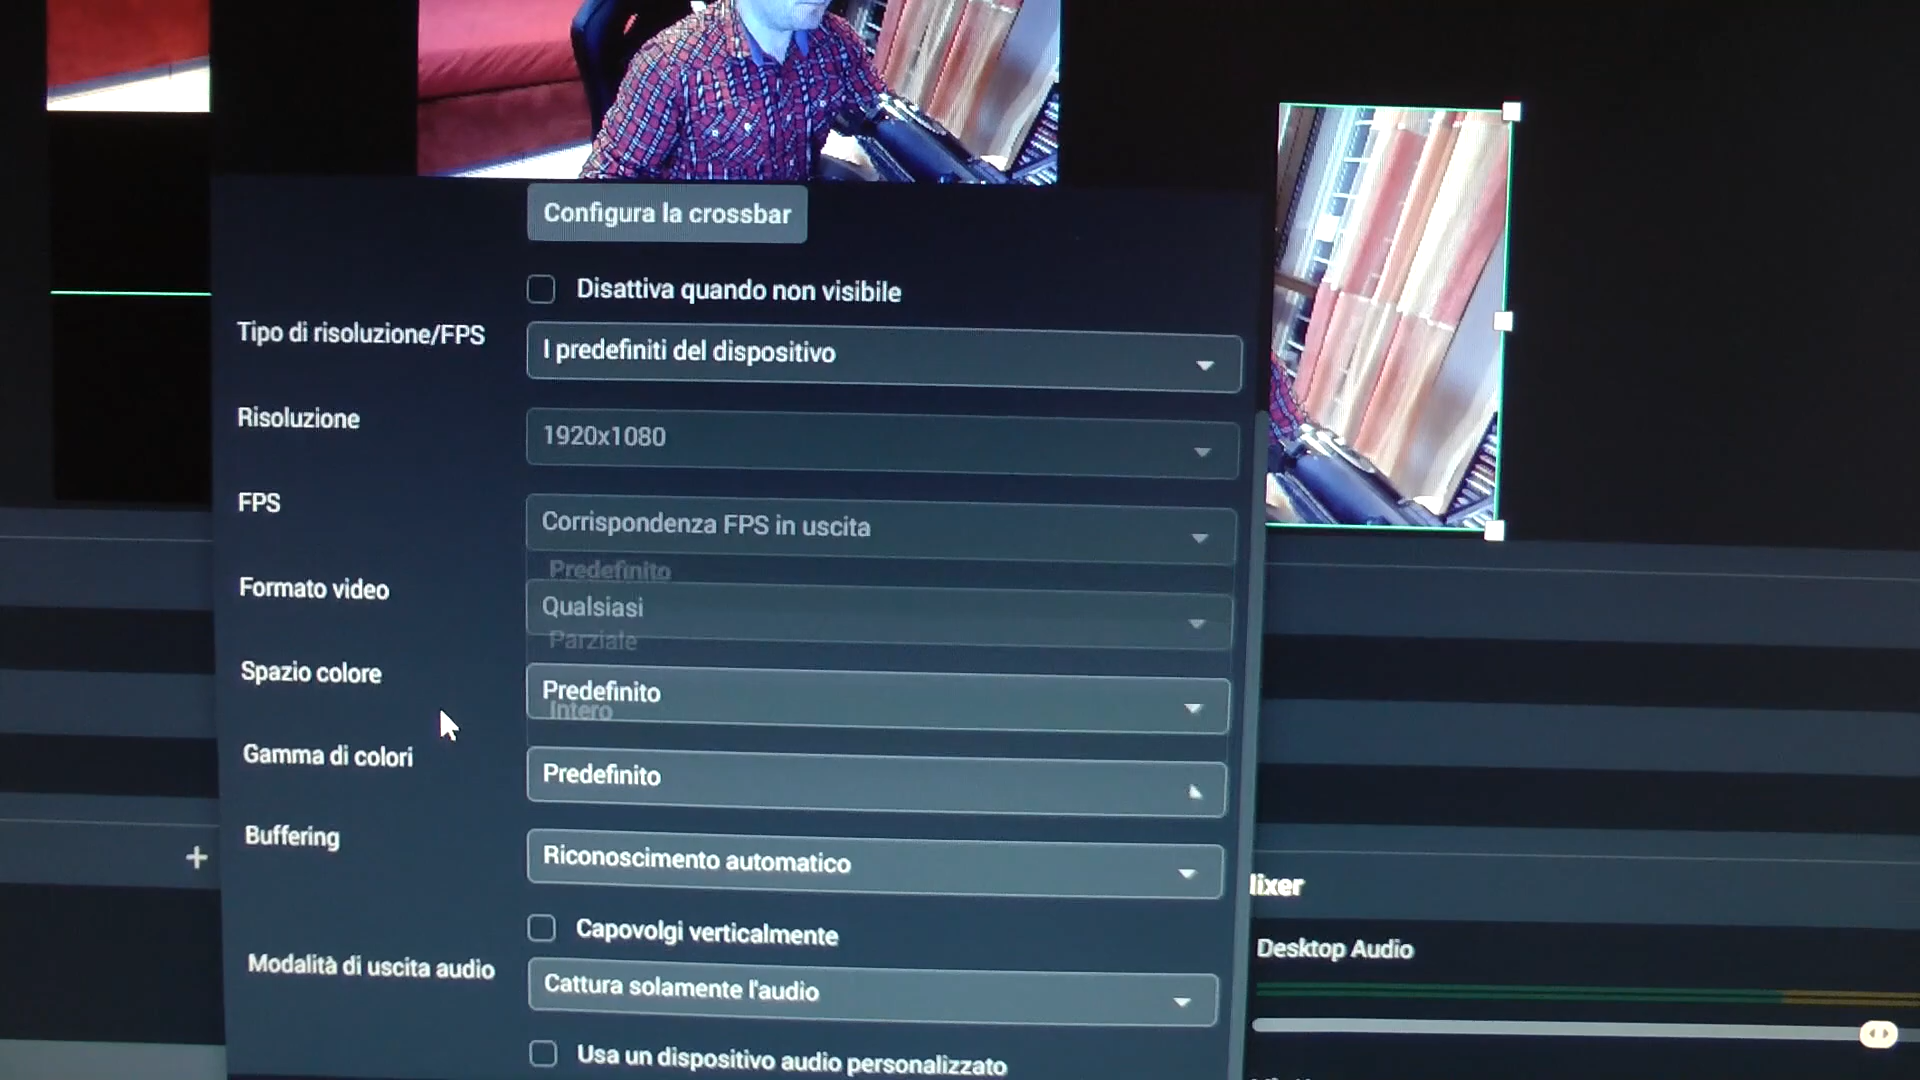 Configura la crossbar
Disattiva quando non visibile
Tipo di risoluzione/FPS
I predefiniti del dispositivo
Risoluzione
1920x1080
FPS
Corrispondenza FPS in uscita
Predefinito
Formato video
Qualsiasi
Parziale
Spazio colore
Predefinito
Intero
Gamma di colori
Predefinito
Buffering
Riconoscimento automatico
lixer
Capovolgi verticalmente
Desktop Audio
Modalità di uscita audio
Cattura solamente l'audio
Usa un dispositivo audio personalizzato